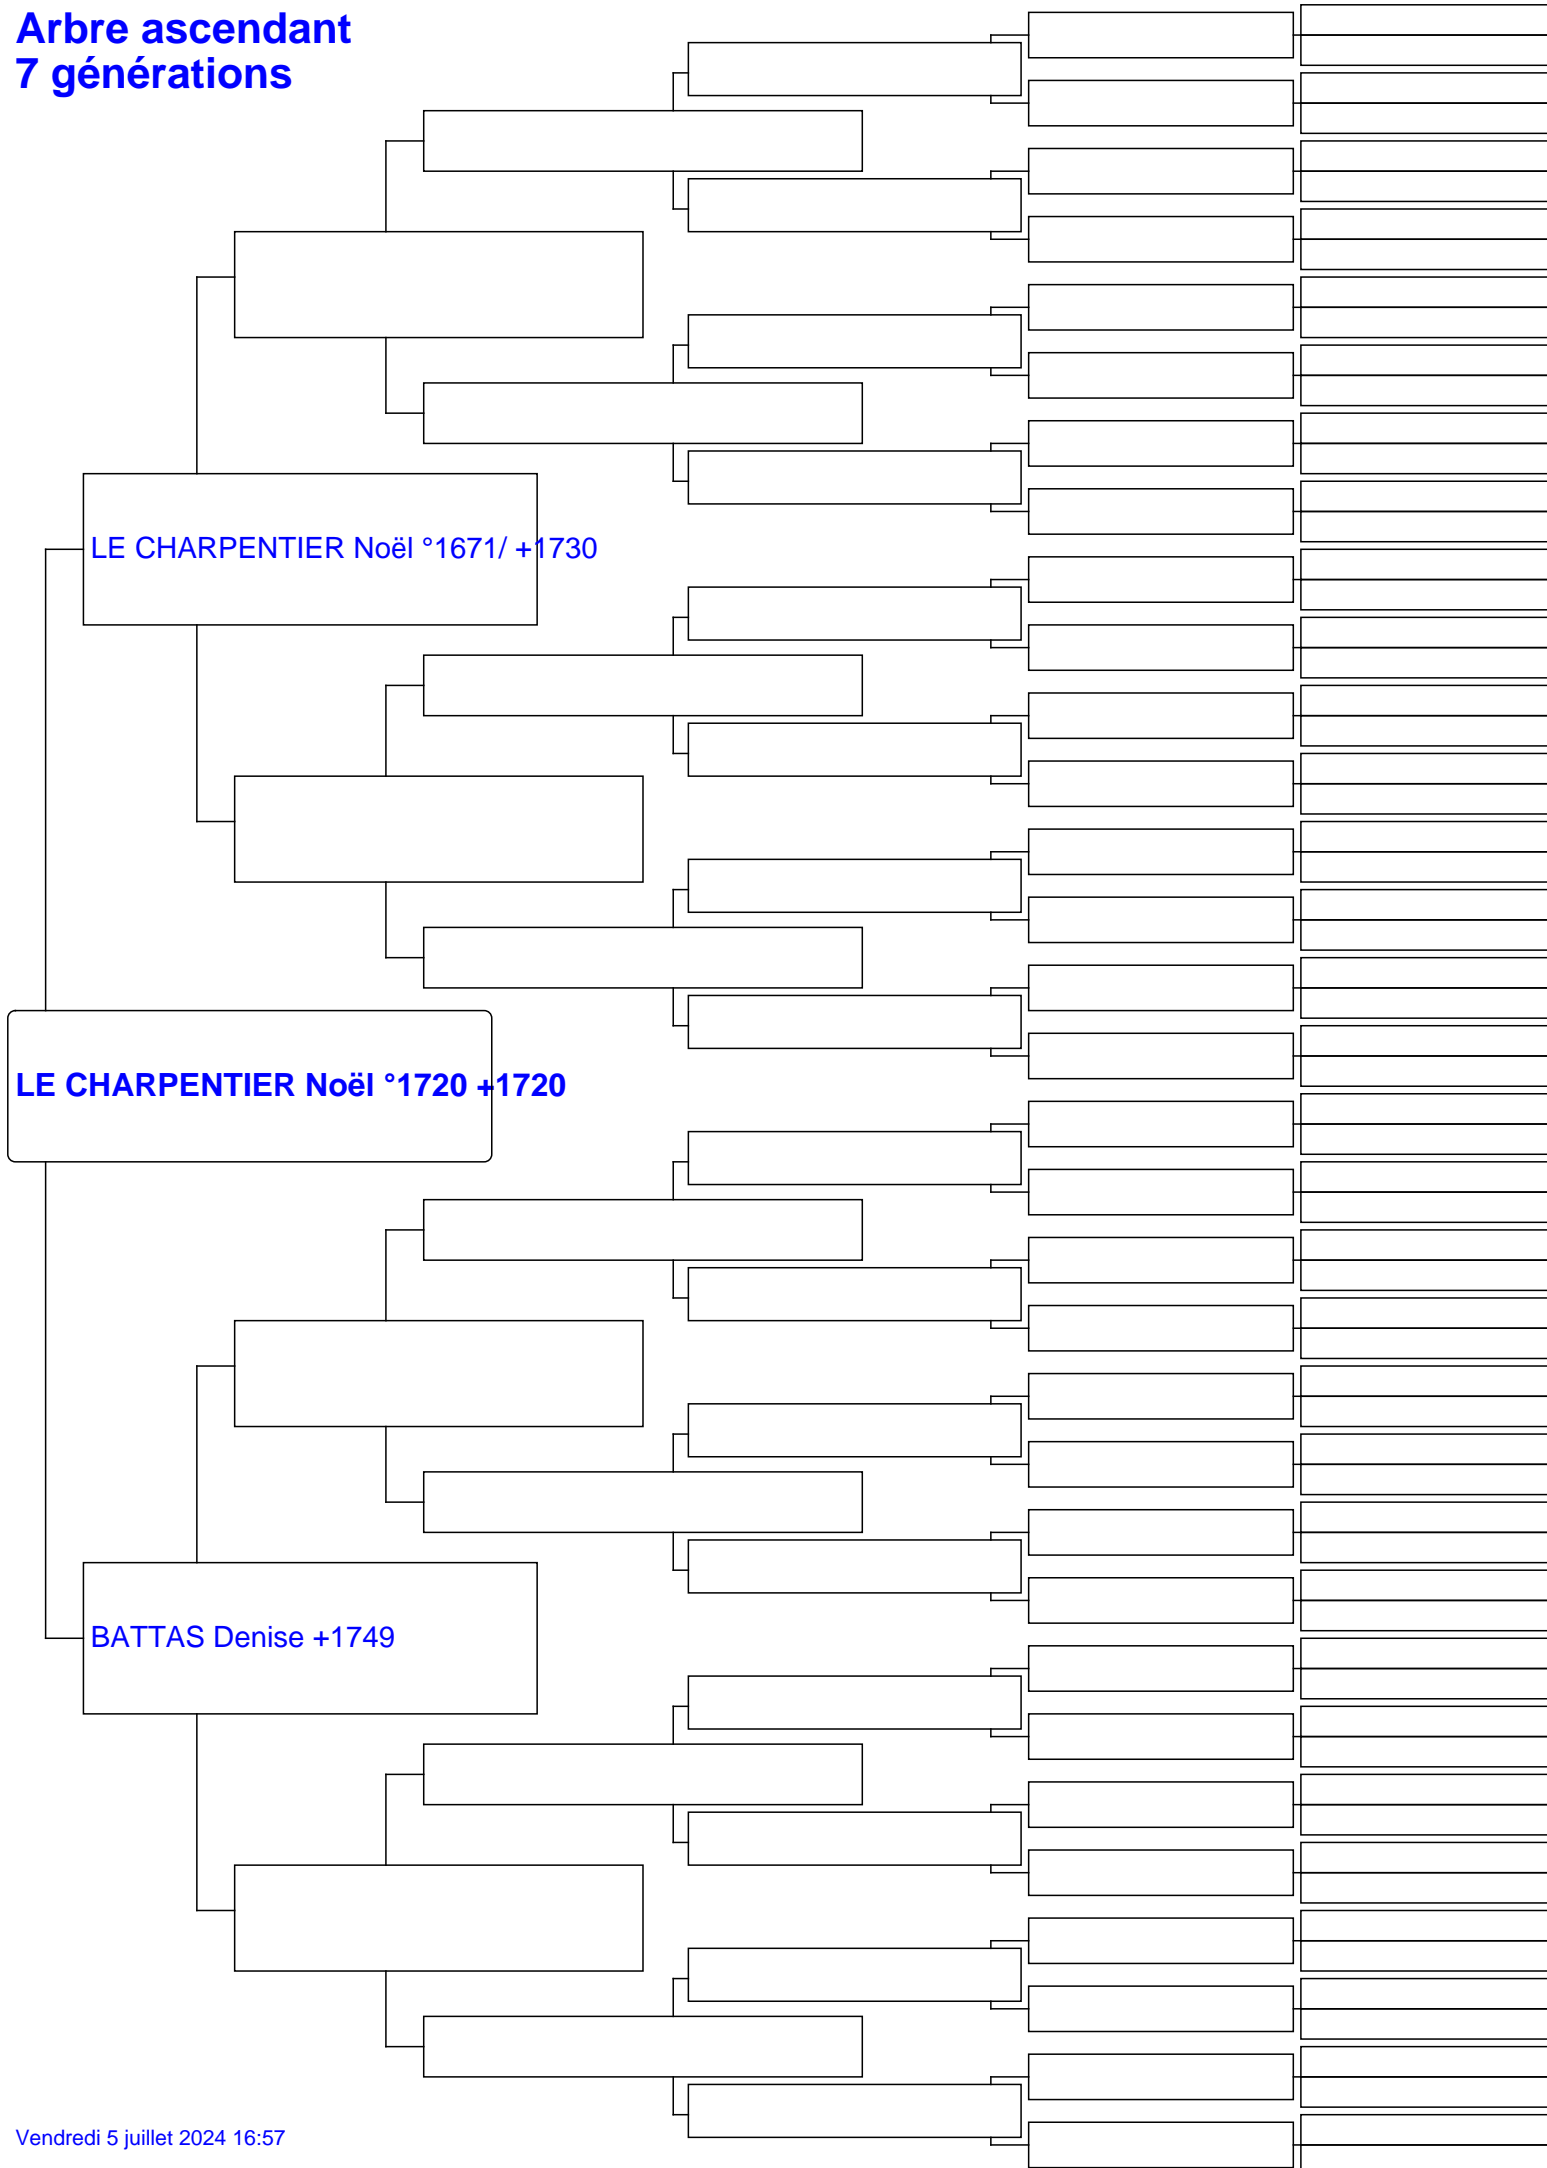 Arbre ascendant
7 générations
LE CHARPENTIER Noël °1671/ +1730
LE CHARPENTIER Noël °1720 +1720
BATTAS Denise +1749
Vendredi 5 juillet 2024 16:57